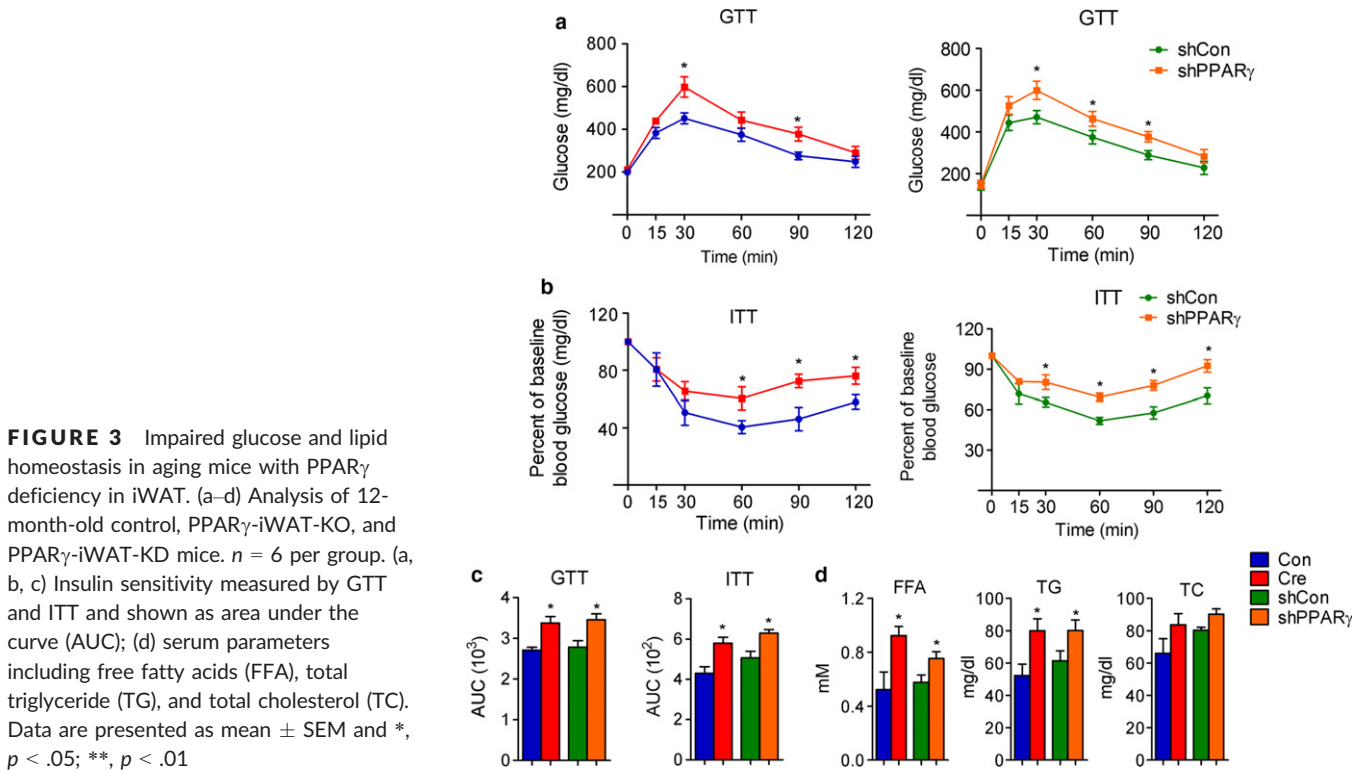 a
GTT
800
600
400
200
Glucose (mg/dl)
*
*
0 15 30 60 90 120
Time (min)
GTT
shCon
shPPARγ
800
600
400
200
Glucose (mg/dl)
*
*
*
0 15 30 60 90 120
Time (min)
b
ITT
120
80
40
Percent of baseline
blood glucose (mg/dl)
*
*
*
0 15 30 60 90 120
Time (min)
ITT
shCon
shPPARγ
120
90
60
30
Percent of baseline
blood glucose
*
*
*
*
0 15 30 60 90 120
Time (min)
FIGURE 3 Impaired glucose and lipid
homeostasis in aging mice with PPARγ
deficiency in iWAT. (a–d) Analysis of 12-
month-old control, PPARγ-iWAT-KO, and
PPARγ-iWAT-KD mice. n = 6 per group. (a,
b, c) Insulin sensitivity measured by GTT
and ITT and shown as area under the
curve (AUC); (d) serum parameters
including free fatty acids (FFA), total
triglyceride (TG), and total cholesterol (TC).
Data are presented as mean ± SEM and *,
p < .05; **, p < .01
c
GTT
4
3
2
1
0
AUC (10³)
*
*
ITT
8
6
4
2
0
AUC (10²)
*
*
d
FFA
1.2
0.8
0.4
0.0
mM
*
*
TG
100
80
60
40
20
0
mg/dl
*
*
TC
100
80
60
40
20
0
mg/dl
Con
Cre
shCon
shPPARγ